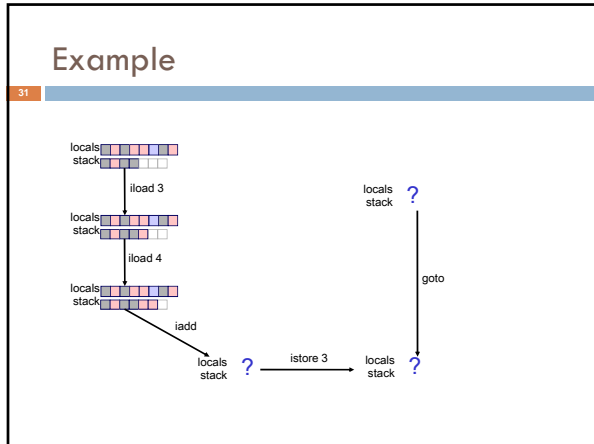 Example
31
locals
stack
iload 3
locals
stack
iload 4
locals
stack
iadd
locals
stack
?
istore 3
locals
stack
?
goto
locals
stack
?